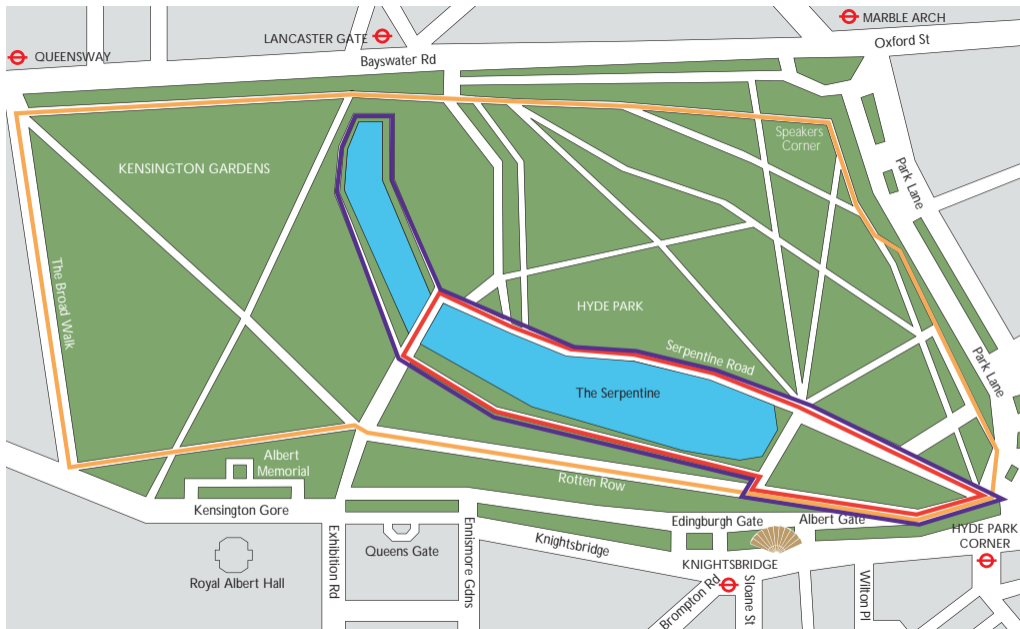 MARBLE ARCH
LANCASTER GATE
Oxford St
QUEENSWAY
Bayswater Rd
Speakers
Corner
KENSINGTON GARDENS
Park Lane
The Broad Walk
HYDE PARK
Serpentine Road
Park Lane
The Serpentine
Albert
Memorial
Rotten Row
Kensington Gore
Edingburgh Gate
Albert Gate
Exhibition Rd
Ennismore Gdns
Knightsbridge
HYDE PARK
CORNER
Queens Gate
KNIGHTSBRIDGE
Royal Albert Hall
Brompton Rd
Sloane St
Wilton Pl